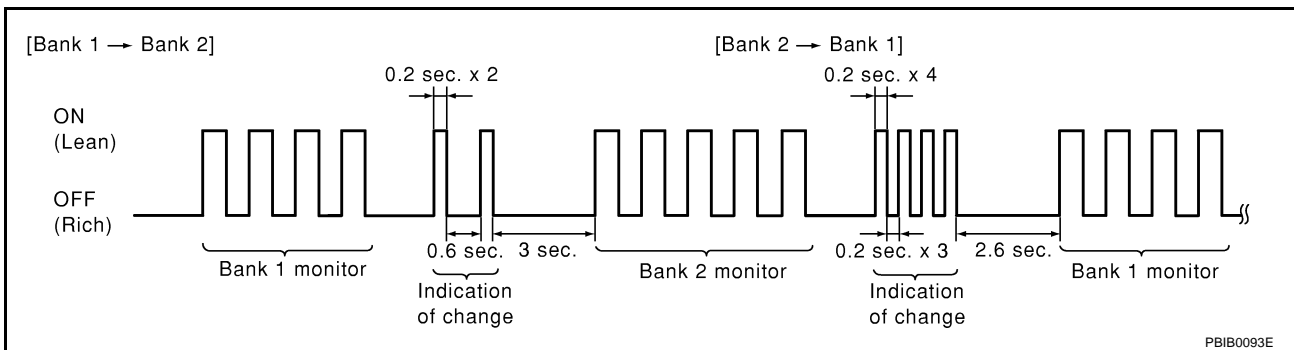 [Bank 1 → Bank 2]
[Bank 2 → Bank 1]
0.2 sec. x 2
0.2 sec. x 4
ON
(Lean)
OFF
(Rich)
0.6 sec.
3 sec.
0.2 sec. x 3
2.6 sec.
Bank 1 monitor
Bank 2 monitor
Bank 1 monitor
Indication
of change
Indication
of change
PBIB0093E